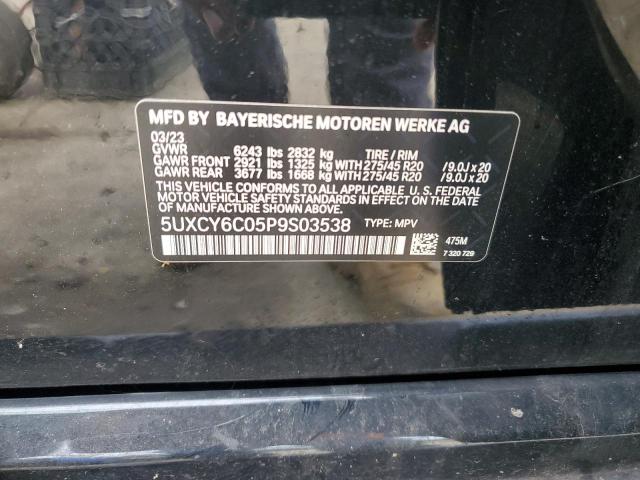 MFD BY BAYERISCHE MOTOREN WERKE AG
03/23
GVWR 6243 lbs 2832 kg TIRE / RIM
GAWR FRONT 2921 lbs 1325 kg WITH 275/45 R20 /9.0J x 20
GAWR REAR 3677 lbs 1668 kg WITH 275/45 R20 /9.0J x 20
THIS VEHICLE CONFORMS TO ALL APPLICABLE U. S. FEDERAL
MOTOR VEHICLE SAFETY STANDARDS IN EFFECT ON THE
DATE OF MANUFACTURE SHOWN ABOVE.
5UXCY6C05P9S03538 TYPE: MPV
475M
7 320 729